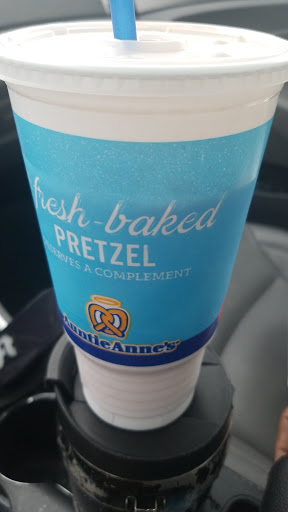 fresh-baked
PRETZEL
DESERVES A COMPLEMENT
AuntieAnne's